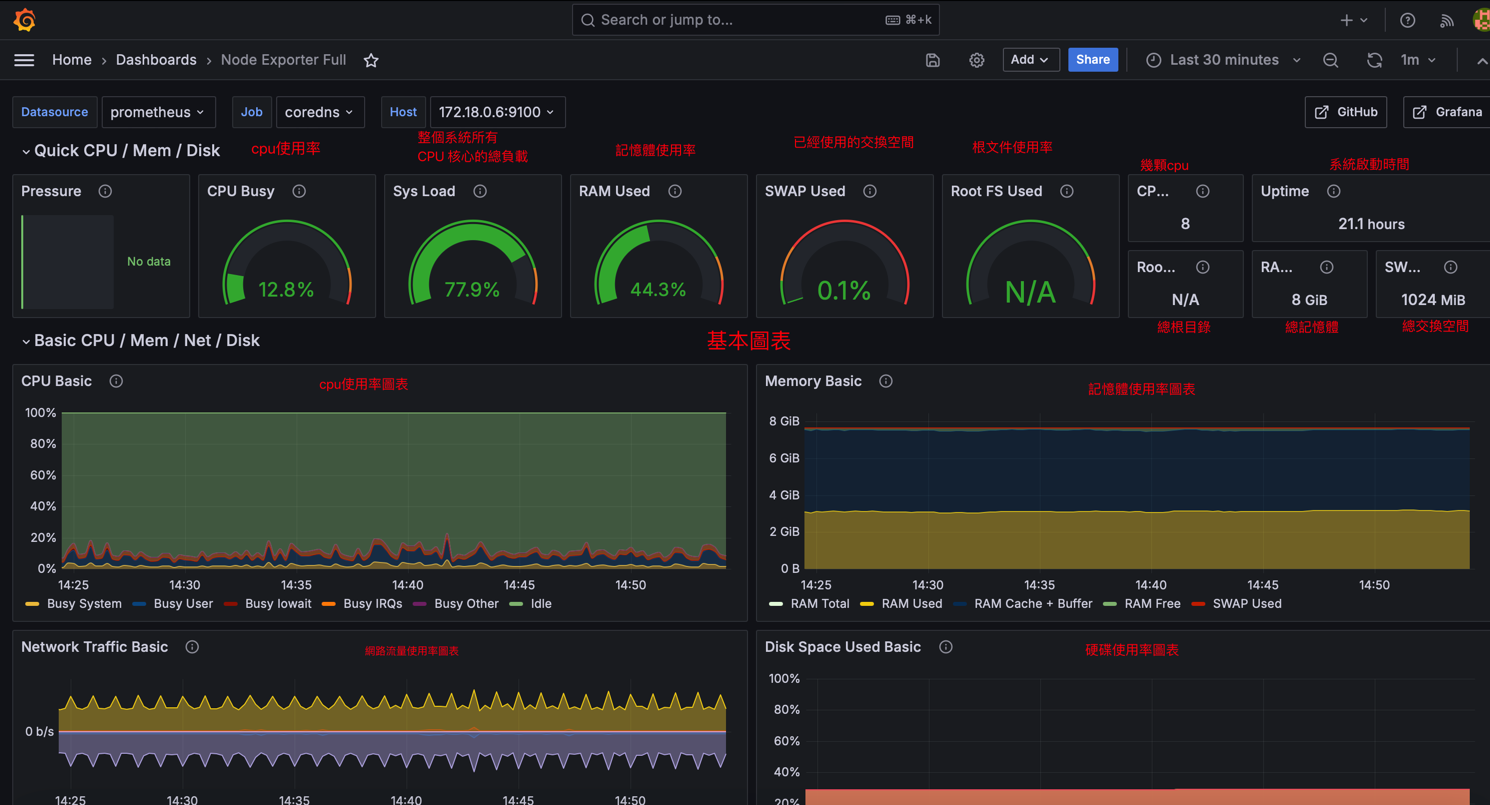 Search or jump to... ⌘+k
Home › Dashboards › Node Exporter Full
Add Share Last 30 minutes 1m
Datasource prometheus Job coredns Host 172.18.0.6:9100 GitHub Grafana
Quick CPU / Mem / Disk
cpu使用率
整個系統所有
CPU 核心的總負載
記憶體使用率
已經使用的交換空間
根文件使用率
幾顆cpu
系統啟動時間
Pressure
No data
CPU Busy
12.8%
Sys Load
77.9%
RAM Used
44.3%
SWAP Used
0.1%
Root FS Used
N/A
CP...
8
Uptime
21.1 hours
Roo...
N/A
RA...
8 GiB
SW...
1024 MiB
總根目錄
總記憶體
總交換空間
Basic CPU / Mem / Net / Disk
基本圖表
CPU Basic
cpu使用率圖表
100%
80%
60%
40%
20%
0%
14:25 14:30 14:35 14:40 14:45 14:50
Busy System Busy User Busy Iowait Busy IRQs Busy Other Idle
Memory Basic
記憶體使用率圖表
8 GiB
6 GiB
4 GiB
2 GiB
0 B
14:25 14:30 14:35 14:40 14:45 14:50
RAM Total RAM Used RAM Cache + Buffer RAM Free SWAP Used
Network Traffic Basic
網路流量使用率圖表
0 b/s
14:25 14:30 14:35 14:40 14:45 14:50
Disk Space Used Basic
硬碟使用率圖表
100%
80%
60%
40%
20%